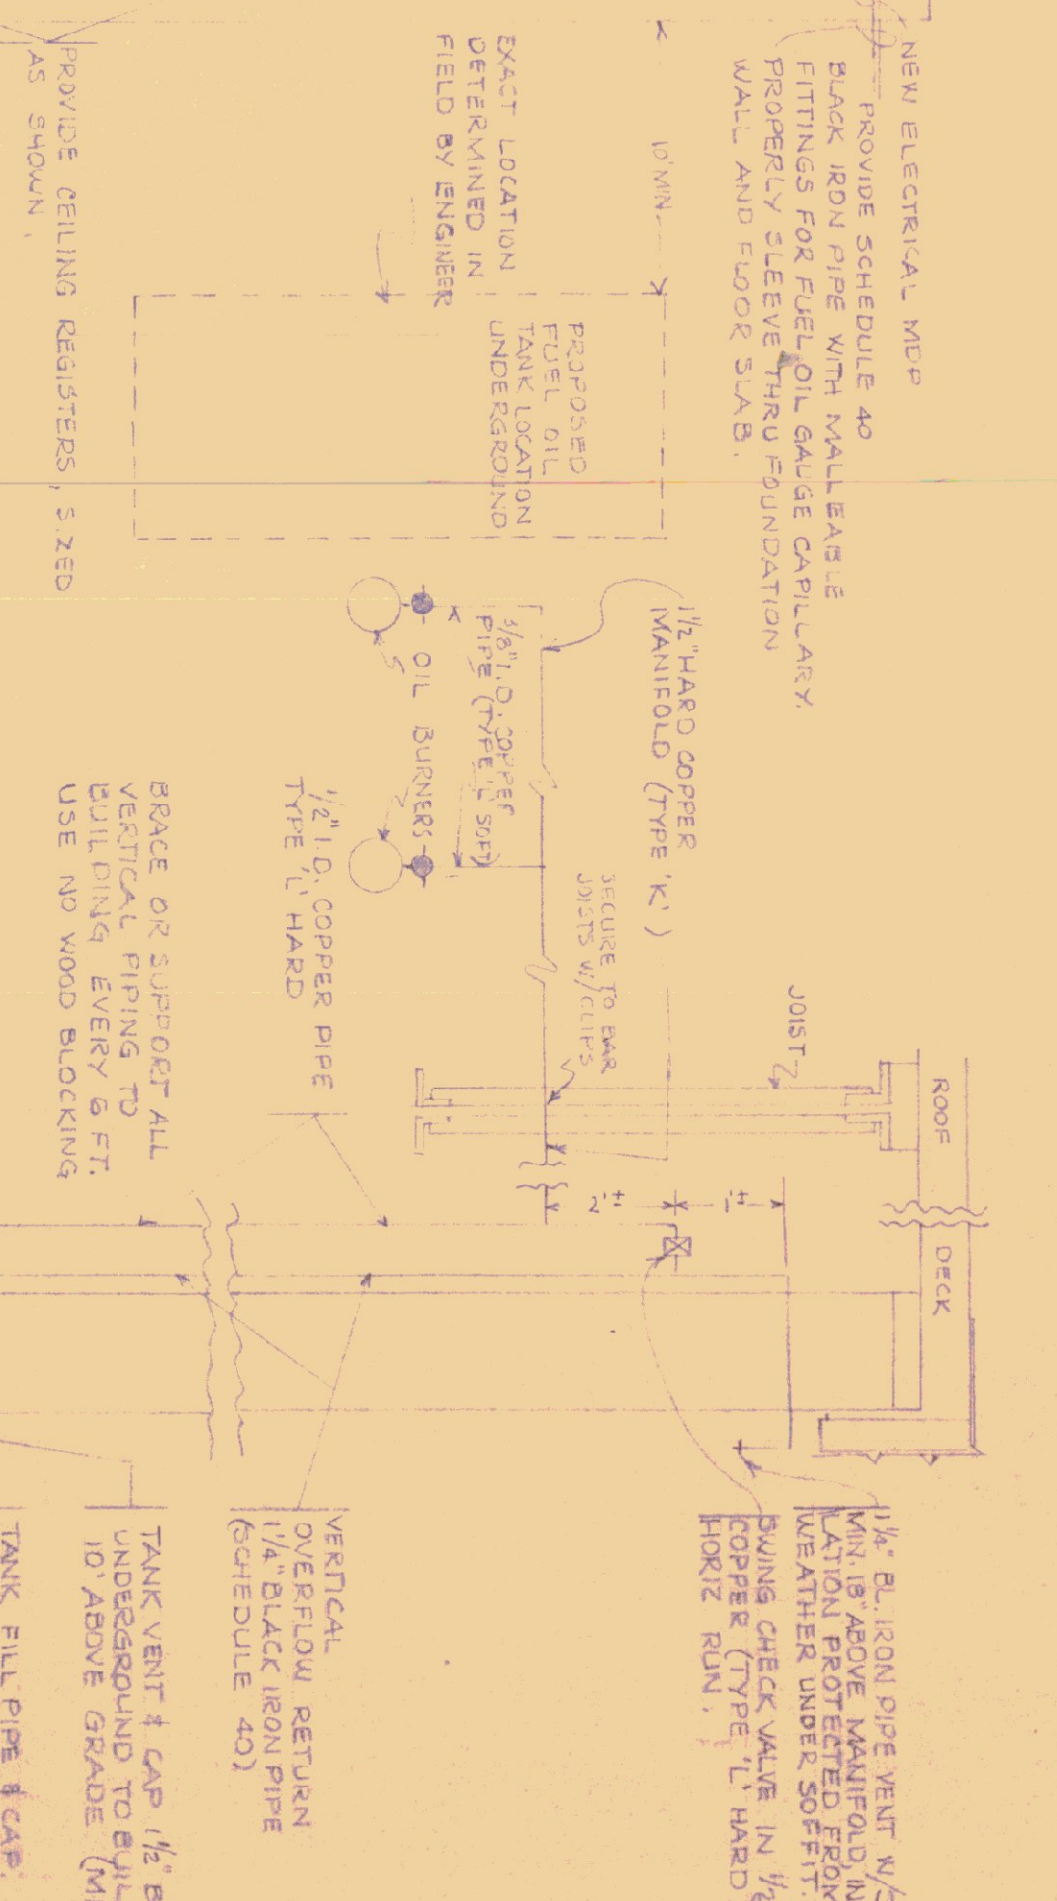 NEW ELECTRICAL MDP
PROVIDE SCHEDULE 40
BLACK IRON PIPE WITH MALLEABLE
FITTINGS FOR FUEL OIL GAUGE CAPILLARY.
PROPERLY SLEEVE THRU FOUNDATION
WALL AND FLOOR SLAB.
10' MIN.
EXACT LOCATION
DETERMINED IN
FIELD BY ENGINEER
PROPOSED
FUEL OIL
TANK LOCATION
UNDERGROUND
PROVIDE CEILING REGISTERS, SIZED
AS SHOWN.
1½" HARD COPPER
MANIFOLD (TYPE 'K')
3/8" I.D. COPPER
PIPE (TYPE 'L' SOFT)
OIL BURNERS
SECURE TO BAR
JOISTS W/CLIPS
JOIST
ROOF DECK
2'±
1'±
½" I.D. COPPER PIPE
TYPE 'L' HARD
BRACE OR SUPPORT ALL
VERTICAL PIPING TO
BUILDING EVERY 6 FT.
USE NO WOOD BLOCKING
1¼" BL. IRON PIPE VENT W/
MIN. 18" ABOVE MANIFOLD, IN
LATION PROTECTED FROM
WEATHER UNDER SOFFIT.
SWING CHECK VALVE IN ½
COPPER (TYPE 'L' HARD
HORIZ RUN.
VERTICAL
OVERFLOW RETURN
1¼" BLACK IRON PIPE
(SCHEDULE 40)
TANK VENT & CAP 1½" B
UNDERGROUND TO BUIL
10' ABOVE GRADE (M
TANK FILL PIPE & CAP.